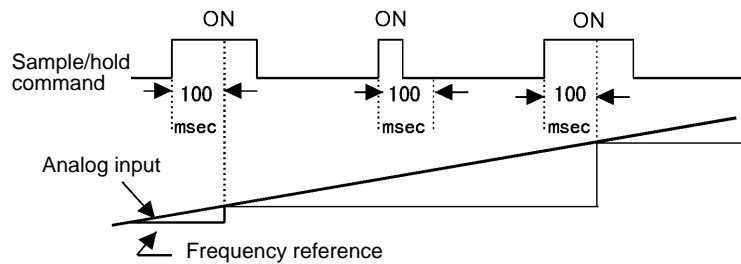 ON ON ON
Sample/hold
command
100 100 100
msec msec msec
Analog input
Frequency reference